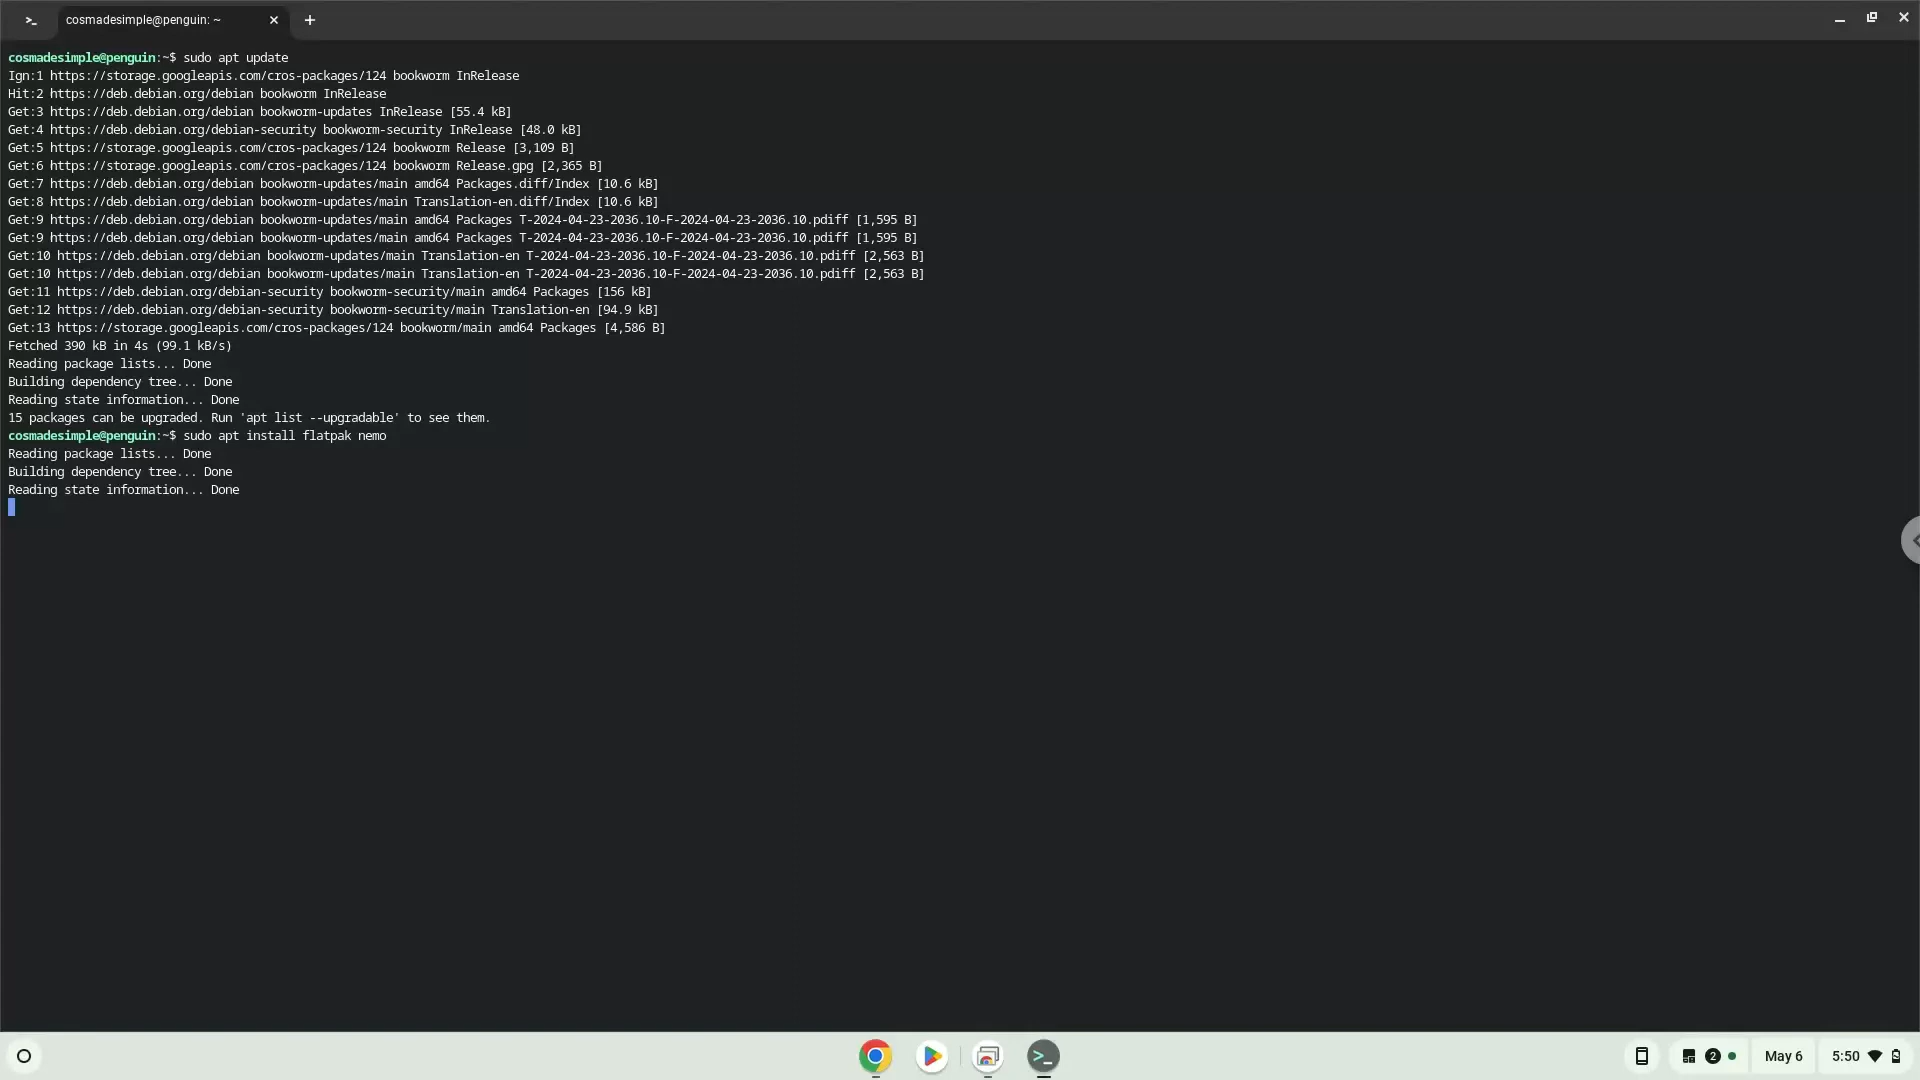 cosmadesimple@penguin: ~
cosmadesimple@penguin:~$ sudo apt update
Ign:1 https://storage.googleapis.com/cros-packages/124 bookworm InRelease
Hit:2 https://deb.debian.org/debian bookworm InRelease
Get:3 https://deb.debian.org/debian bookworm-updates InRelease [55.4 kB]
Get:4 https://deb.debian.org/debian-security bookworm-security InRelease [48.0 kB]
Get:5 https://storage.googleapis.com/cros-packages/124 bookworm Release [3,109 B]
Get:6 https://storage.googleapis.com/cros-packages/124 bookworm Release.gpg [2,365 B]
Get:7 https://deb.debian.org/debian bookworm-updates/main amd64 Packages.diff/Index [10.6 kB]
Get:8 https://deb.debian.org/debian bookworm-updates/main Translation-en.diff/Index [10.6 kB]
Get:9 https://deb.debian.org/debian bookworm-updates/main amd64 Packages T-2024-04-23-2036.10-F-2024-04-23-2036.10.pdiff [1,595 B]
Get:9 https://deb.debian.org/debian bookworm-updates/main amd64 Packages T-2024-04-23-2036.10-F-2024-04-23-2036.10.pdiff [1,595 B]
Get:10 https://deb.debian.org/debian bookworm-updates/main Translation-en T-2024-04-23-2036.10-F-2024-04-23-2036.10.pdiff [2,563 B]
Get:10 https://deb.debian.org/debian bookworm-updates/main Translation-en T-2024-04-23-2036.10-F-2024-04-23-2036.10.pdiff [2,563 B]
Get:11 https://deb.debian.org/debian-security bookworm-security/main amd64 Packages [156 kB]
Get:12 https://deb.debian.org/debian-security bookworm-security/main Translation-en [94.9 kB]
Get:13 https://storage.googleapis.com/cros-packages/124 bookworm/main amd64 Packages [4,586 B]
Fetched 390 kB in 4s (99.1 kB/s)
Reading package lists... Done
Building dependency tree... Done
Reading state information... Done
15 packages can be upgraded. Run 'apt list --upgradable' to see them.
cosmadesimple@penguin:~$ sudo apt install flatpak nemo
Reading package lists... Done
Building dependency tree... Done
Reading state information... Done
2 May 6 5:50